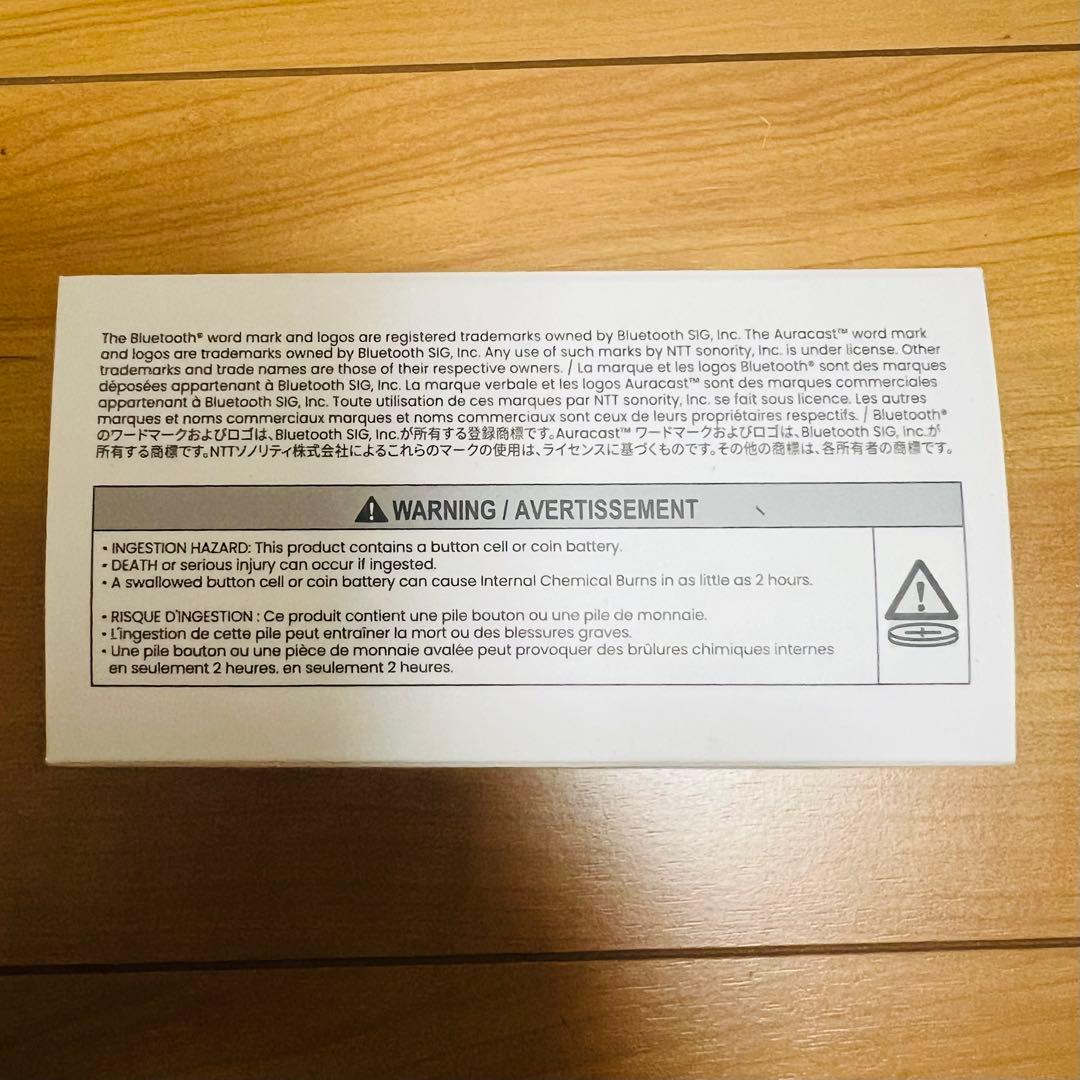 The Bluetooth® word mark and logos are registered trademarks owned by Bluetooth SIG, Inc. The Auracast™ word mark
and logos are trademarks owned by Bluetooth SIG, Inc. Any use of such marks by NTT sonority, Inc. is under license. Other
trademarks and trade names are those of their respective owners. / La marque et les logos Bluetooth® sont des marques
déposées appartenant à Bluetooth SIG, Inc. La marque verbale et les logos Auracast™ sont des marques commerciales
appartenant à Bluetooth SIG, Inc. Toute utilisation de ces marques par NTT sonority, Inc. se fait sous licence. Les autres
marques et noms commerciaux marques et noms commerciaux sont ceux de leurs propriétaires respectifs. / Bluetooth®
のワードマークおよびロゴは、Bluetooth SIG, Inc.が所有する登録商標です。Auracast™ ワードマークおよびロゴは、Bluetooth SIG, Inc.が
所有する商標です。NTTソノリティ株式会社によるこれらのマークの使用は、ライセンスに基づくものです。その他の商標は、各所有者の商標です。
WARNING / AVERTISSEMENT
• INGESTION HAZARD: This product contains a button cell or coin battery.
• DEATH or serious injury can occur if ingested.
• A swallowed button cell or coin battery can cause Internal Chemical Burns in as little as 2 hours.
• RISQUE D'INGESTION : Ce produit contient une pile bouton ou une pile de monnaie.
• L'ingestion de cette pile peut entraîner la mort ou des blessures graves.
• Une pile bouton ou une pièce de monnaie avalée peut provoquer des brûlures chimiques internes
en seulement 2 heures. en seulement 2 heures.